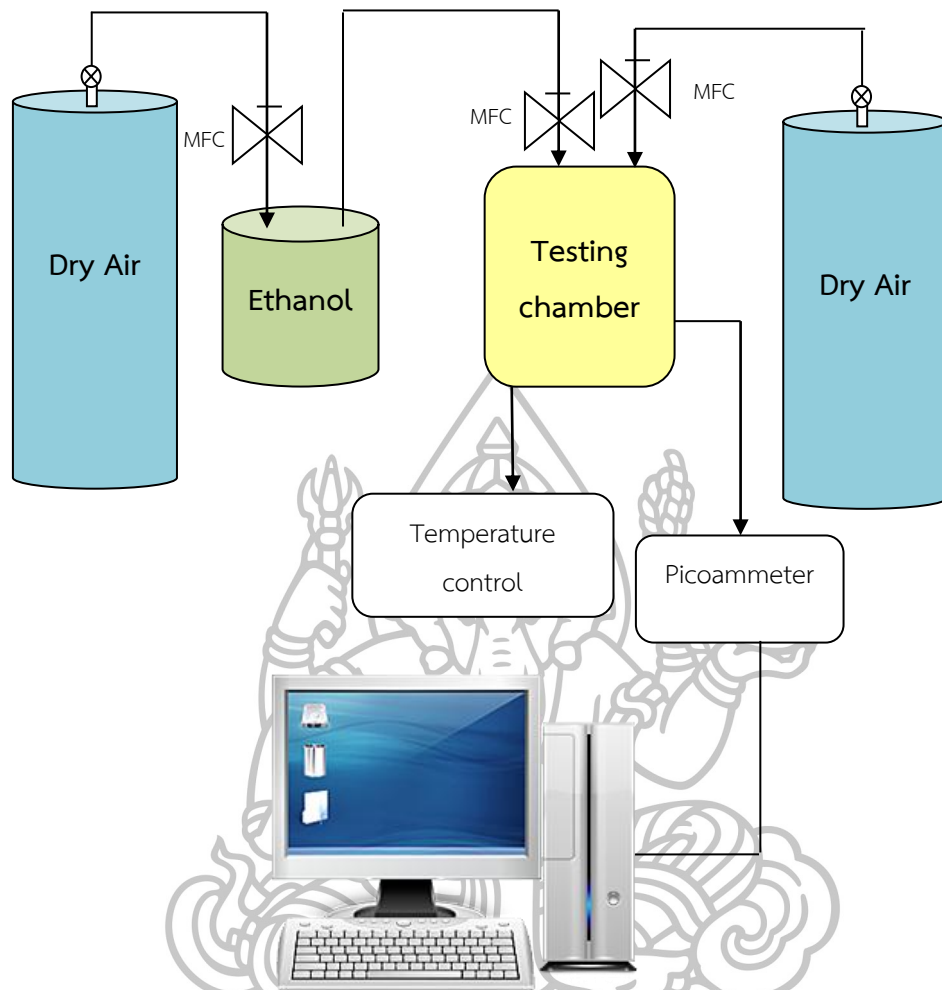 MFC
MFC
MFC
Dry Air
Ethanol
Testing
chamber
Dry Air
Temperature
control
Picoammeter